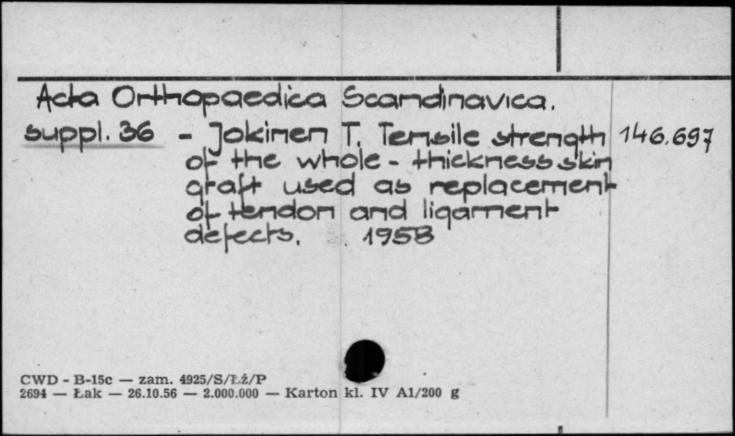 Acta Orthopaedica Scandinavica.
suppl. 36 - Jokinen T. Tensile strength 146.697
of the whole-thickness skin
graft used as replacement
of tendon and ligament
defects. 1958
CWD - B-15c — zam. 4925/S/Łż/P
2694 — Łak — 26.10.56 — 2.000.000 — Karton kl. IV A1/200 g